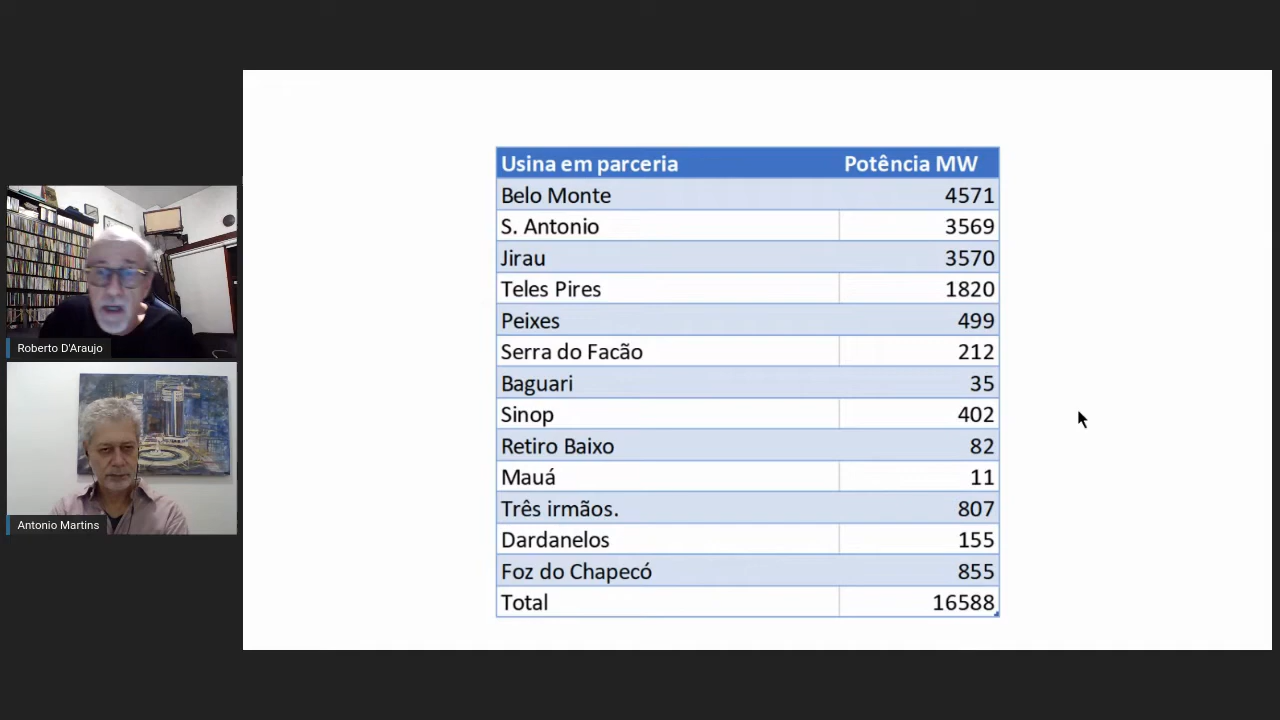 Usina em parceria Potência MW
Belo Monte 4571
S. Antonio 3569
Jirau 3570
Teles Pires 1820
Peixes 499
Serra do Facão 212
Baguari 35
Sinop 402
Retiro Baixo 82
Mauá 11
Três irmãos. 807
Dardanelos 155
Foz do Chapecó 855
Total 16588
Roberto D'Araujo
Antonio Martins